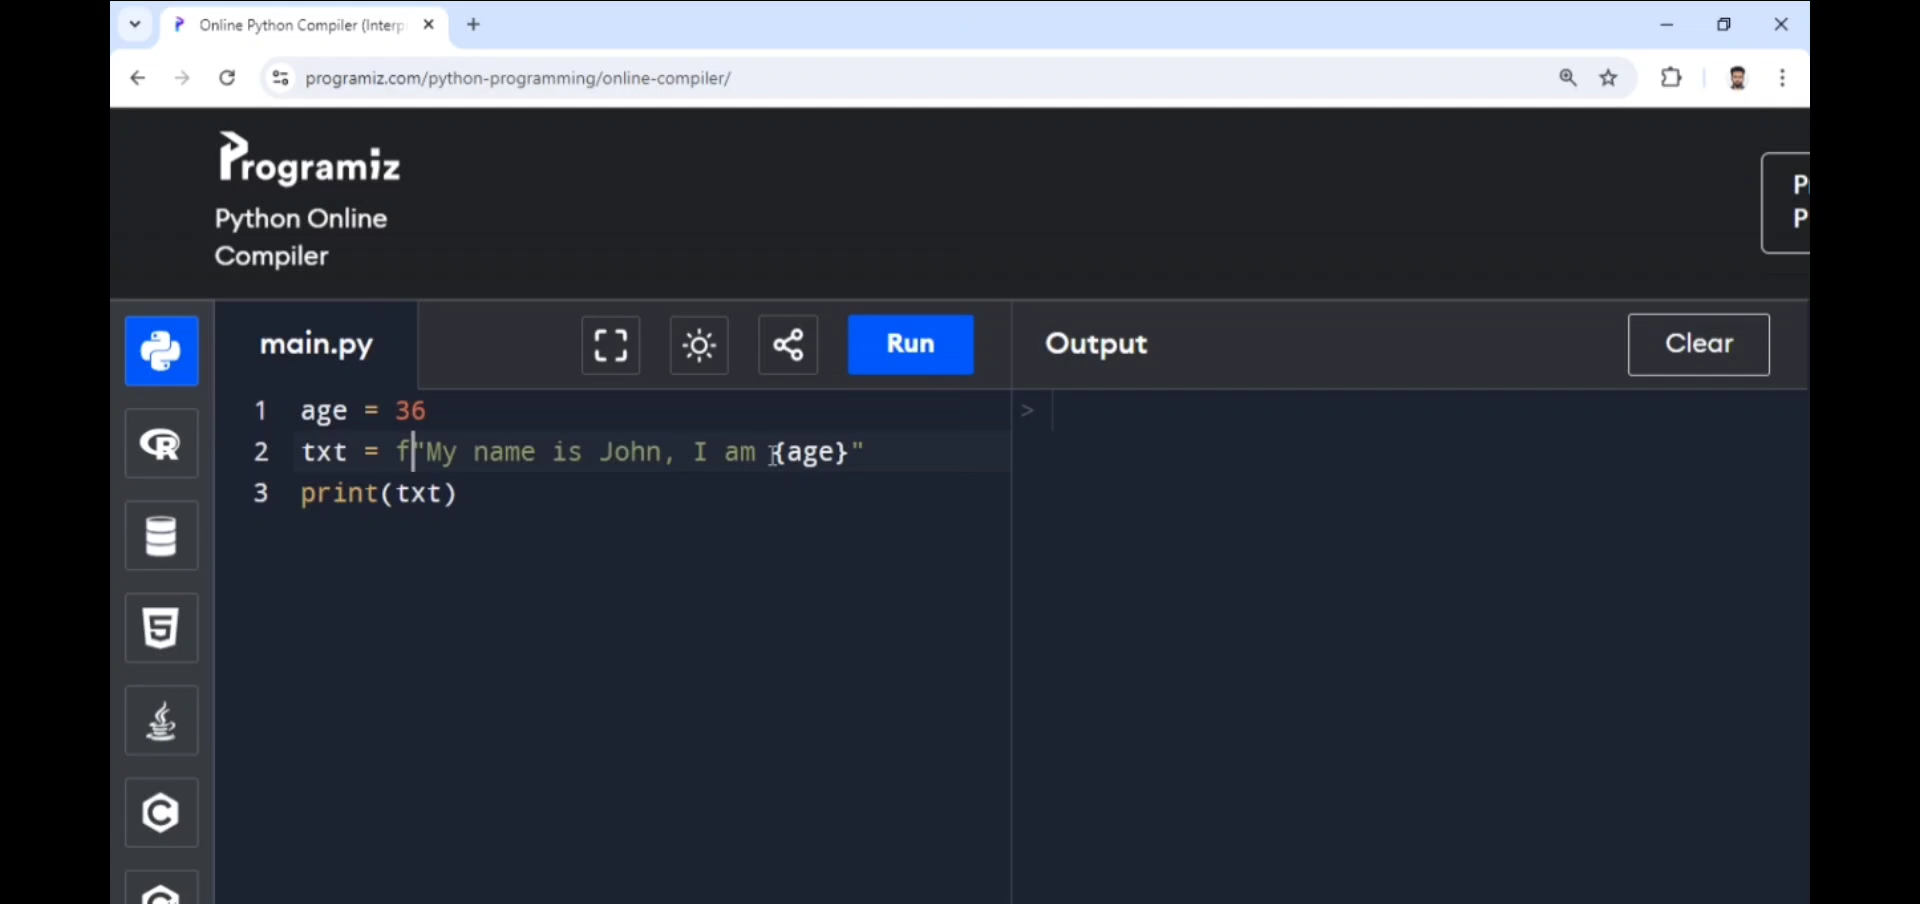 Online Python Compiler (Interp
programiz.com/python-programming/online-compiler/
Programiz
Python Online
Compiler
P
P
main.py
Run
Output
Clear
1 age = 36
2 txt = f"My name is John, I am {age}"
3 print(txt)
>